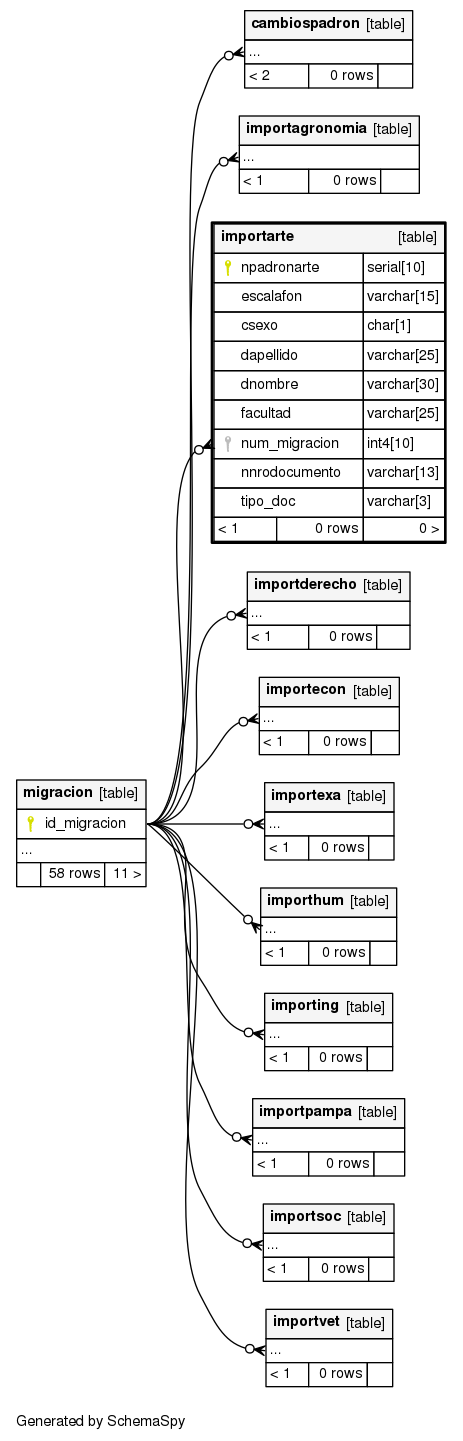 cambiospadron [table]
...
< 2 0 rows
importagronomia [table]
...
< 1 0 rows
importarte [table]
npadronarte serial[10]
escalafon varchar[15]
csexo char[1]
dapellido varchar[25]
dnombre varchar[30]
facultad varchar[25]
num_migracion int4[10]
nnrodocumento varchar[13]
tipo_doc varchar[3]
< 1 0 rows 0 >
importderecho [table]
...
< 1 0 rows
importecon [table]
...
< 1 0 rows
migracion [table]
id_migracion
...
58 rows 11 >
importexa [table]
...
< 1 0 rows
importhum [table]
...
< 1 0 rows
importing [table]
...
< 1 0 rows
importpampa [table]
...
< 1 0 rows
importsoc [table]
...
< 1 0 rows
importvet [table]
...
< 1 0 rows
Generated by SchemaSpy